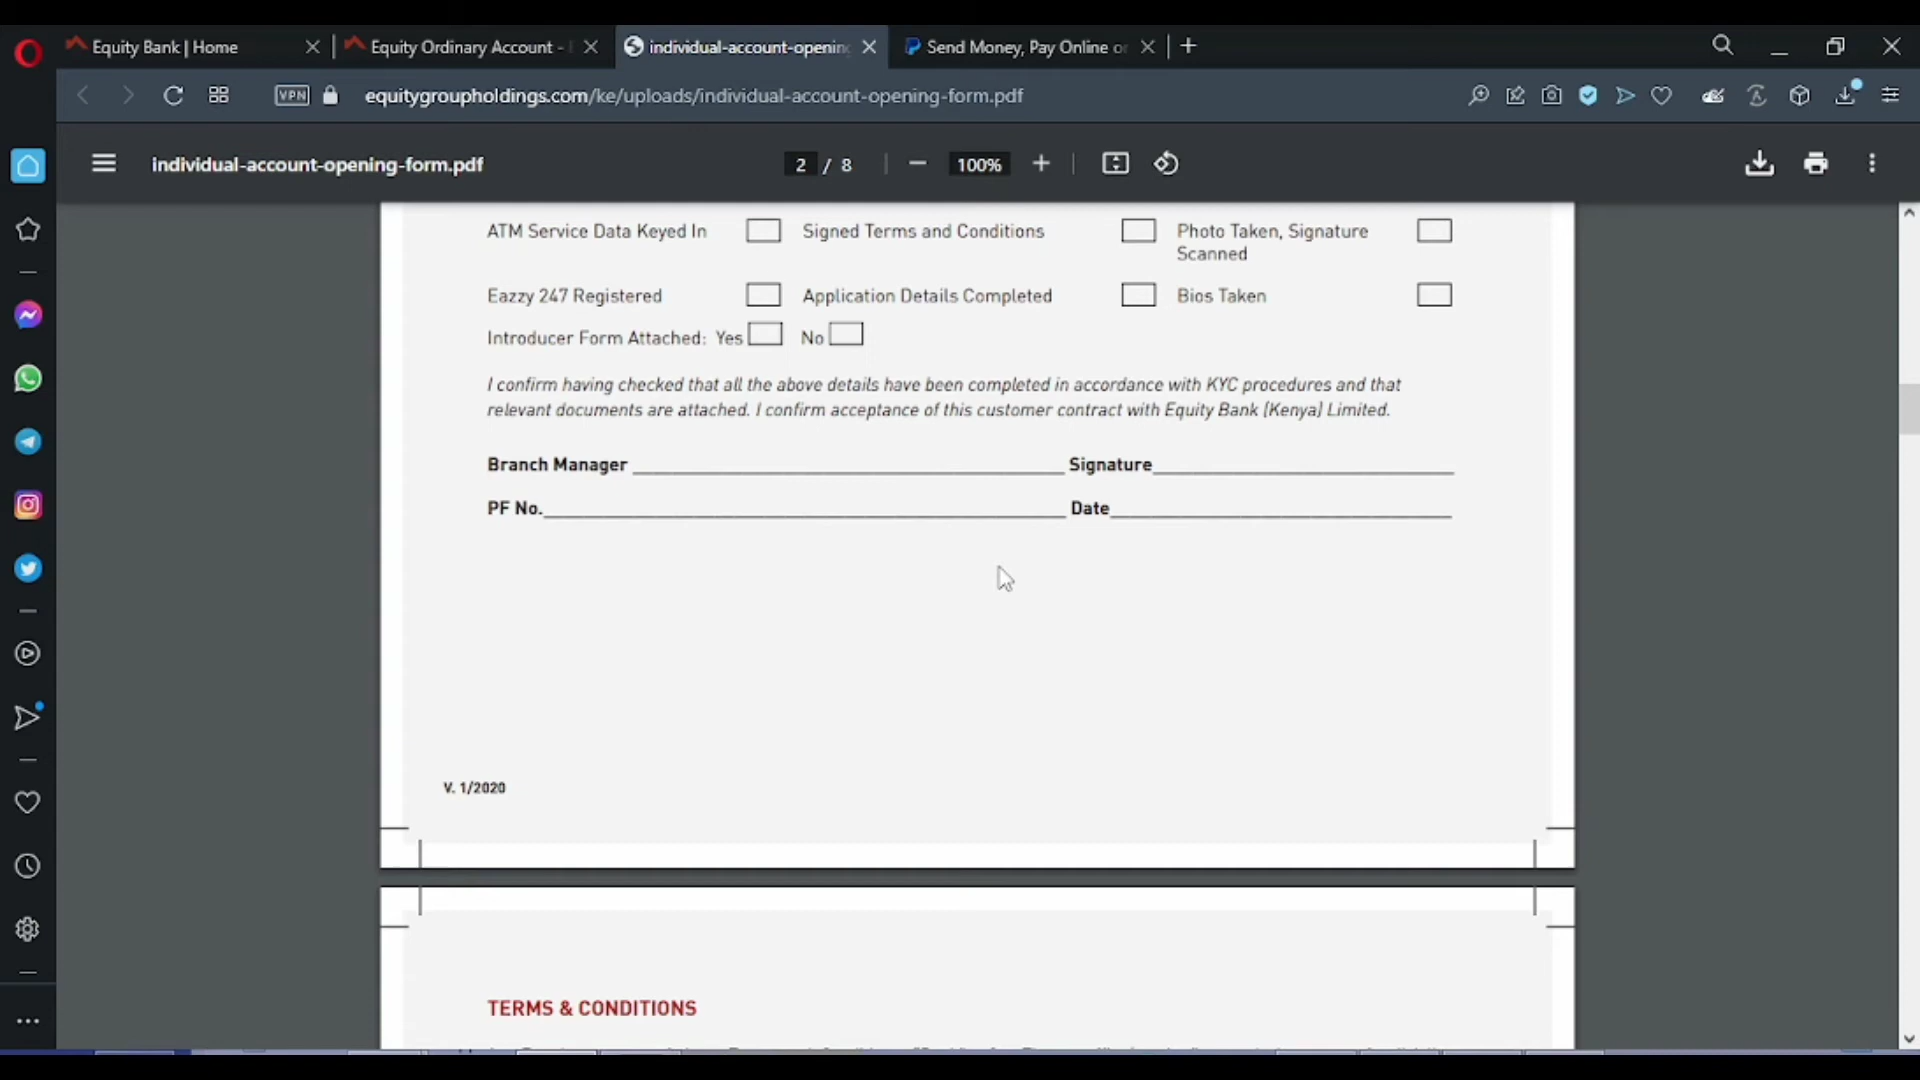 Equity Bank | Home
Equity Ordinary Account -
individual-account-openin
Send Money, Pay Online or
VPN
equitygroupholdings.com/ke/uploads/individual-account-opening-form.pdf
individual-account-opening-form.pdf
2 / 8
100%
ATM Service Data Keyed In
Signed Terms and Conditions
Photo Taken, Signature
Scanned
Eazzy 247 Registered
Application Details Completed
Bios Taken
Introducer Form Attached: Yes No
I confirm having checked that all the above details have been completed in accordance with KYC procedures and that
relevant documents are attached. I confirm acceptance of this customer contract with Equity Bank (Kenya) Limited.
Branch Manager Signature
PF No. Date
V. 1/2020
TERMS & CONDITIONS